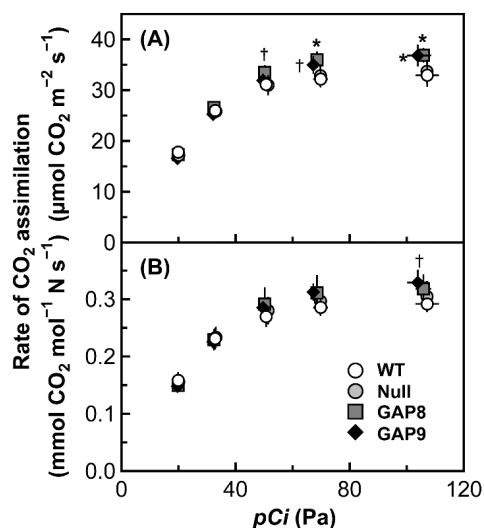 Rate of CO₂ assimilation
(mmol CO₂ mol⁻¹ N s⁻¹) (μmol CO₂ m⁻² s⁻¹)
(A)
40
30
20
10
0
† * * † *
(B)
0.3
0.2
0.1
0.0
†
WT
Null
GAP8
GAP9
0 40 80 120
pCi (Pa)